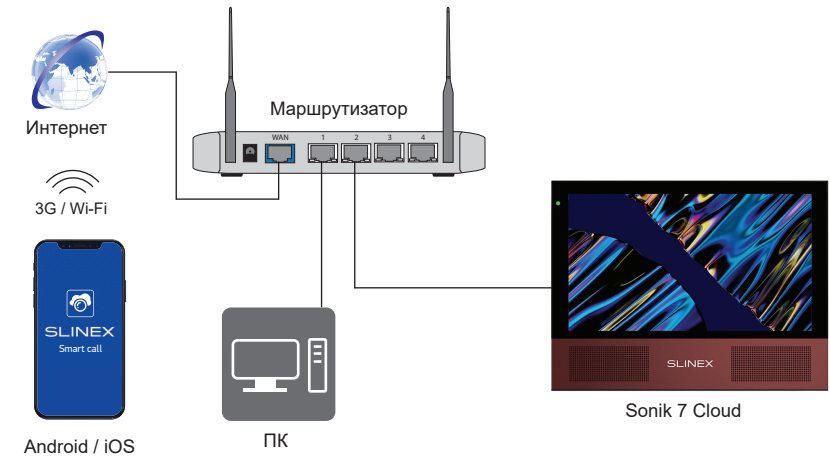 Маршрутизатор
Интернет
WAN
1
2
3
4
3G / Wi-Fi
SLINEX
Smart call
SLINEX
Sonik 7 Cloud
Android / iOS
ПК